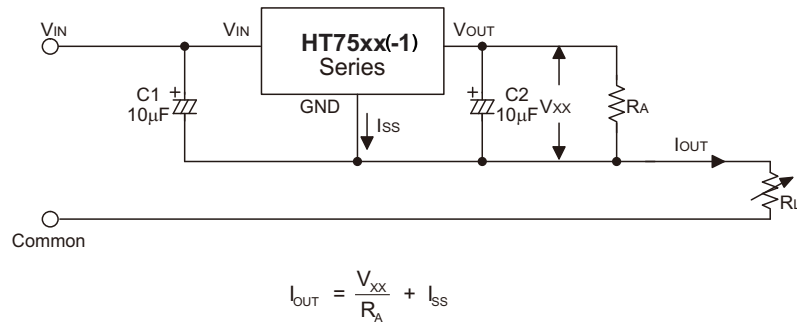 VIN
VIN
HT75xx(-1)
Series
VOUT
GND
C1
10μF
ISS
C2
10μF
VXX
RA
IOUT
RL
Common
IOUT = VXX / RA + ISS